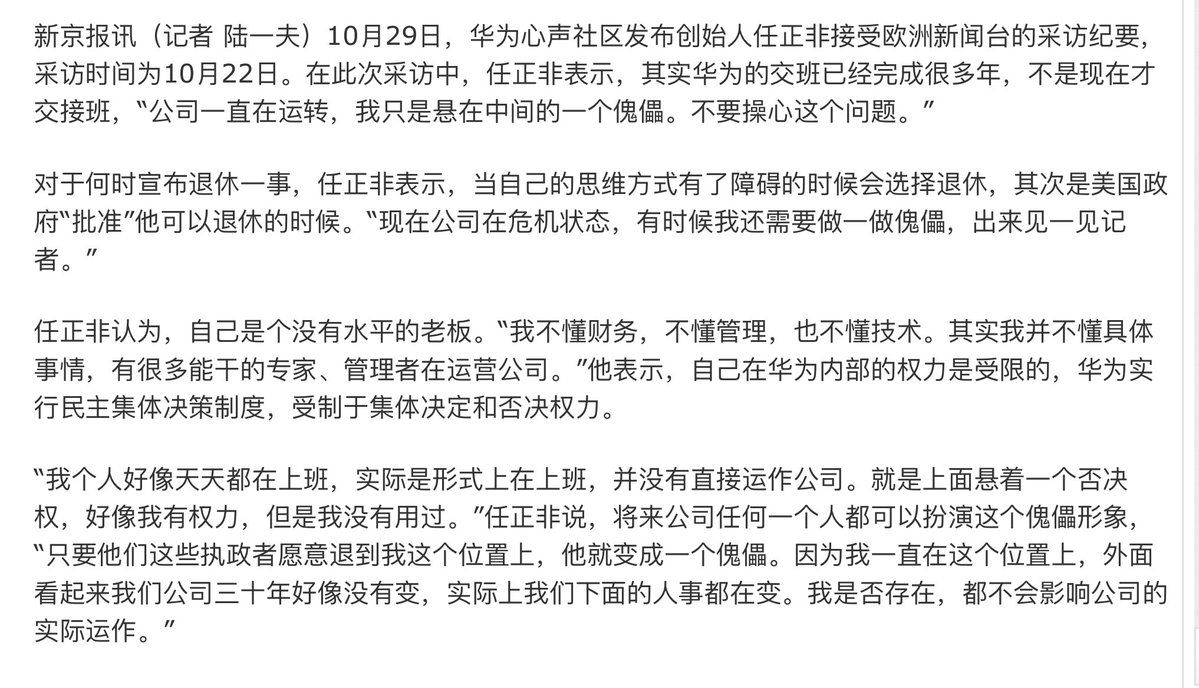 新京报讯（记者 陆一夫）10月29日，华为心声社区发布创始人任正非接受欧洲新闻台的采访纪要，
采访时间为10月22日。在此次采访中，任正非表示，其实华为的交班已经完成很多年，不是现在才
交接班，“公司一直在运转，我只是悬在中间的一个傀儡。不要操心这个问题。”
对于何时宣布退休一事，任正非表示，当自己的思维方式有了障碍的时候会选择退休，其次是美国政
府“批准”他可以退休的时候。“现在公司在危机状态，有时候我还需要做一做傀儡，出来见一见记
者。”
任正非认为，自己是个没有水平的老板。“我不懂财务，不懂管理，也不懂技术。其实我并不懂具体
事情，有很多能干的专家、管理者在运营公司。”他表示，自己在华为内部的权力是受限的，华为实
行民主集体决策制度，受制于集体决定和否决权力。
“我个人好像天天都在上班，实际是形式上在上班，并没有直接运作公司。就是上面悬着一个否决
权，好像我有权力，但是我没有用过。”任正非说，将来公司任何一个人都可以扮演这个傀儡形象，
“只要他们这些执政者愿意退到我这个位置上，他就变成一个傀儡。因为我一直在这个位置上，外面
看起来我们公司三十年好像没有变，实际上我们下面的人事都在变。我是否存在，都不会影响公司的
实际运作。”